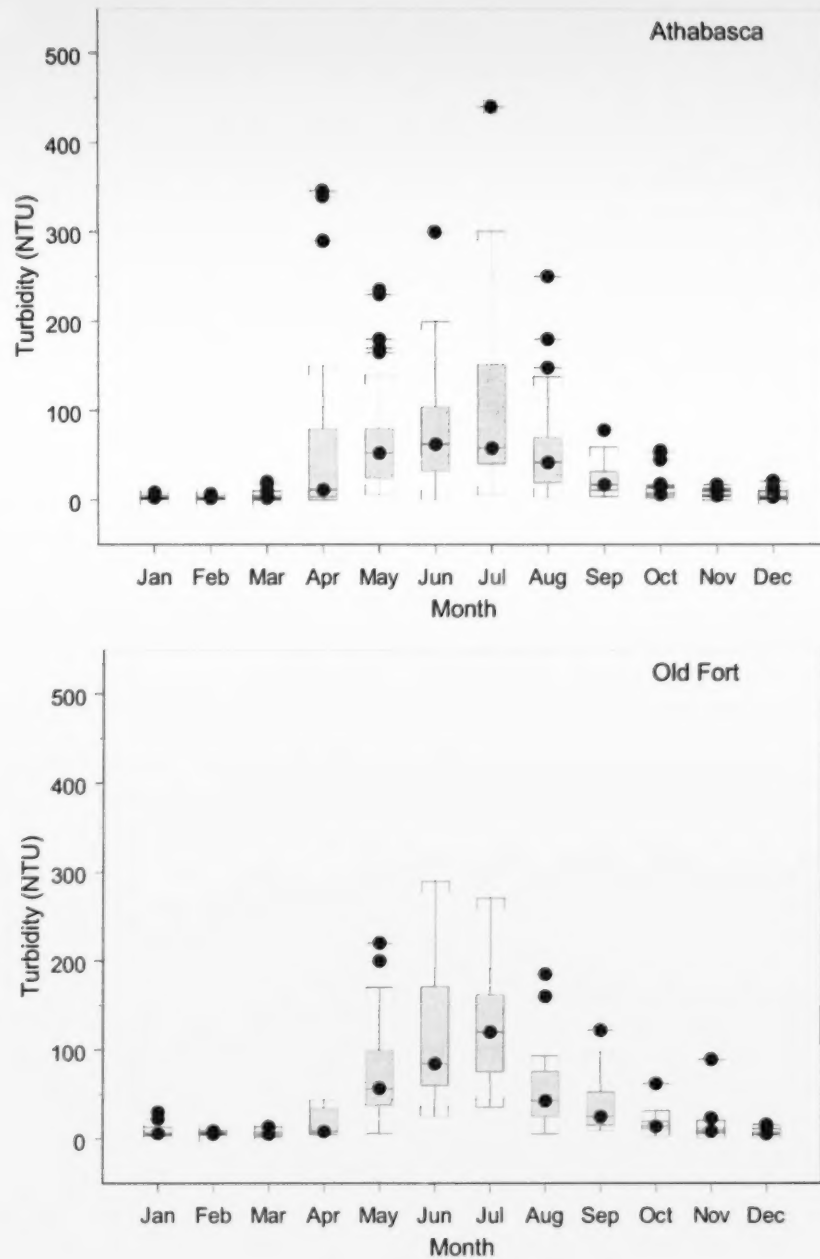 Athabasca
500
400
300
200
100
0
Turbidity (NTU)
Jan Feb Mar Apr May Jun Jul Aug Sep Oct Nov Dec
Month
Old Fort
500
400
300
200
100
0
Turbidity (NTU)
Jan Feb Mar Apr May Jun Jul Aug Sep Oct Nov Dec
Month